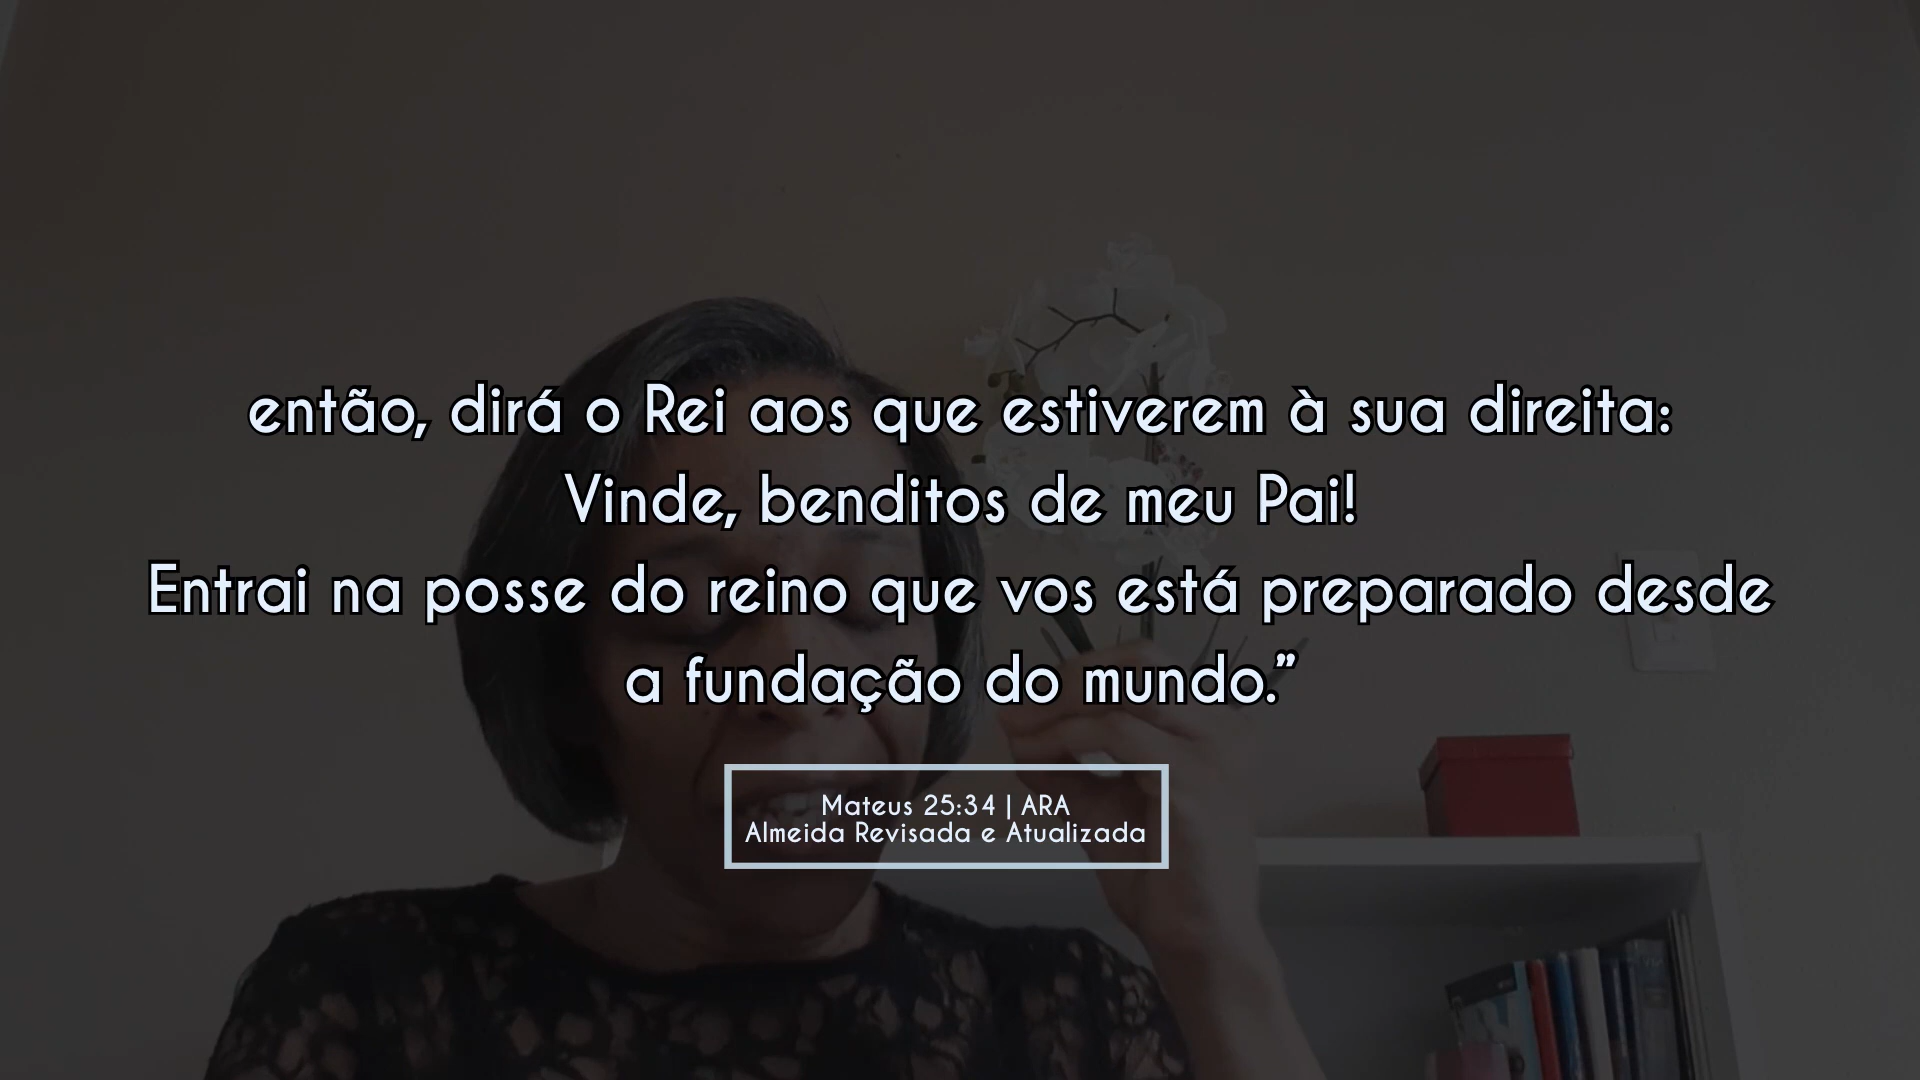 então, dirá o Rei aos que estiverem à sua direita:
Vinde, benditos de meu Pai!
Entrai na posse do reino que vos está preparado desde
a fundação do mundo.”
Mateus 25:34 | ARA
Almeida Revisada e Atualizada